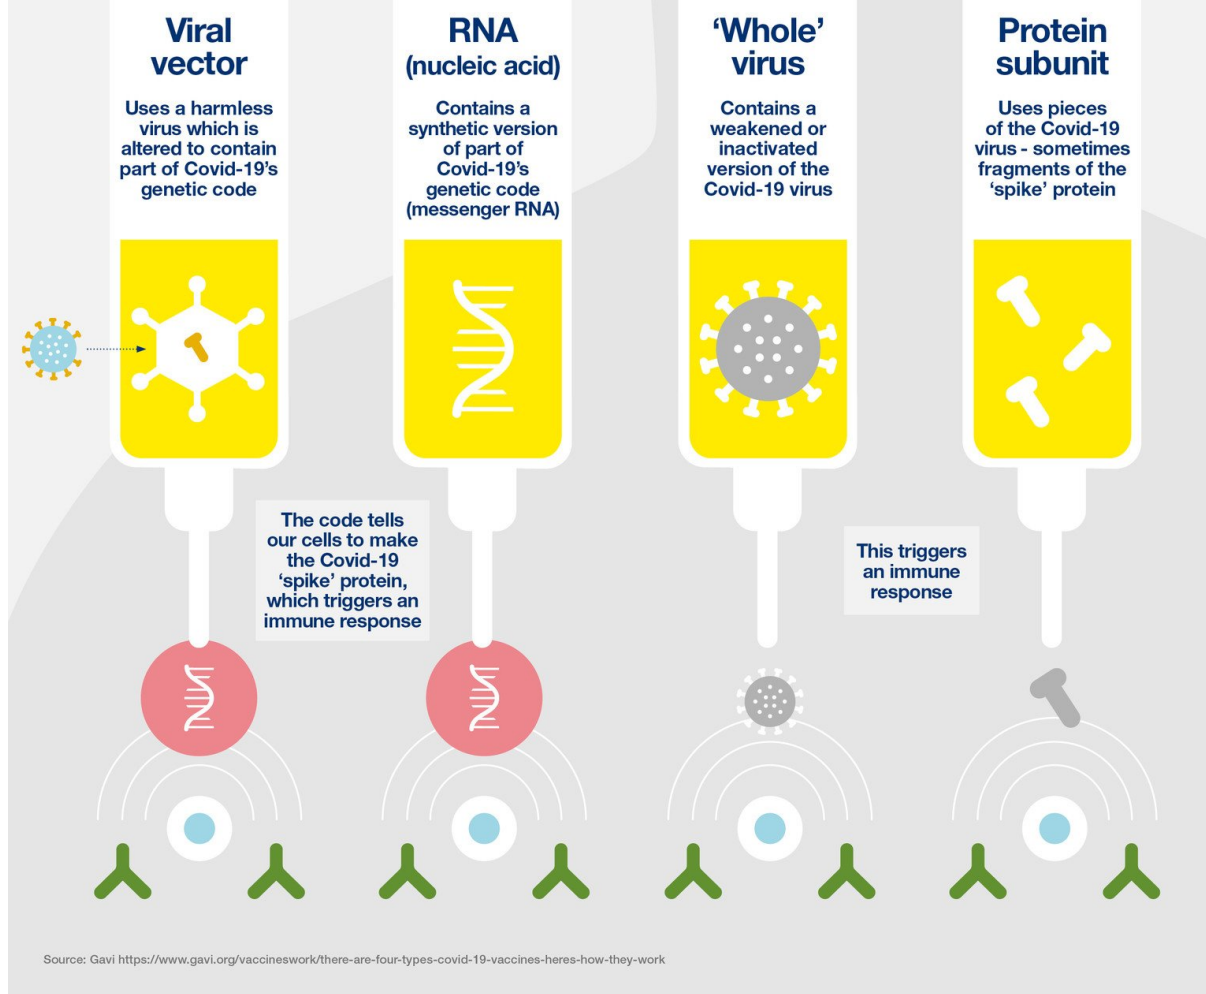 Viral
vector
Uses a harmless
virus which is
altered to contain
part of Covid-19's
genetic code
RNA
(nucleic acid)
Contains a
synthetic version
of part of
Covid-19's
genetic code
(messenger RNA)
‘Whole’
virus
Contains a
weakened or
inactivated
version of the
Covid-19 virus
Protein
subunit
Uses pieces
of the Covid-19
virus - sometimes
fragments of the
‘spike’ protein
The code tells
our cells to make
the Covid-19
‘spike’ protein,
which triggers an
immune response
This triggers
an immune
response
Source: Gavi https://www.gavi.org/vaccineswork/there-are-four-types-covid-19-vaccines-heres-how-they-work